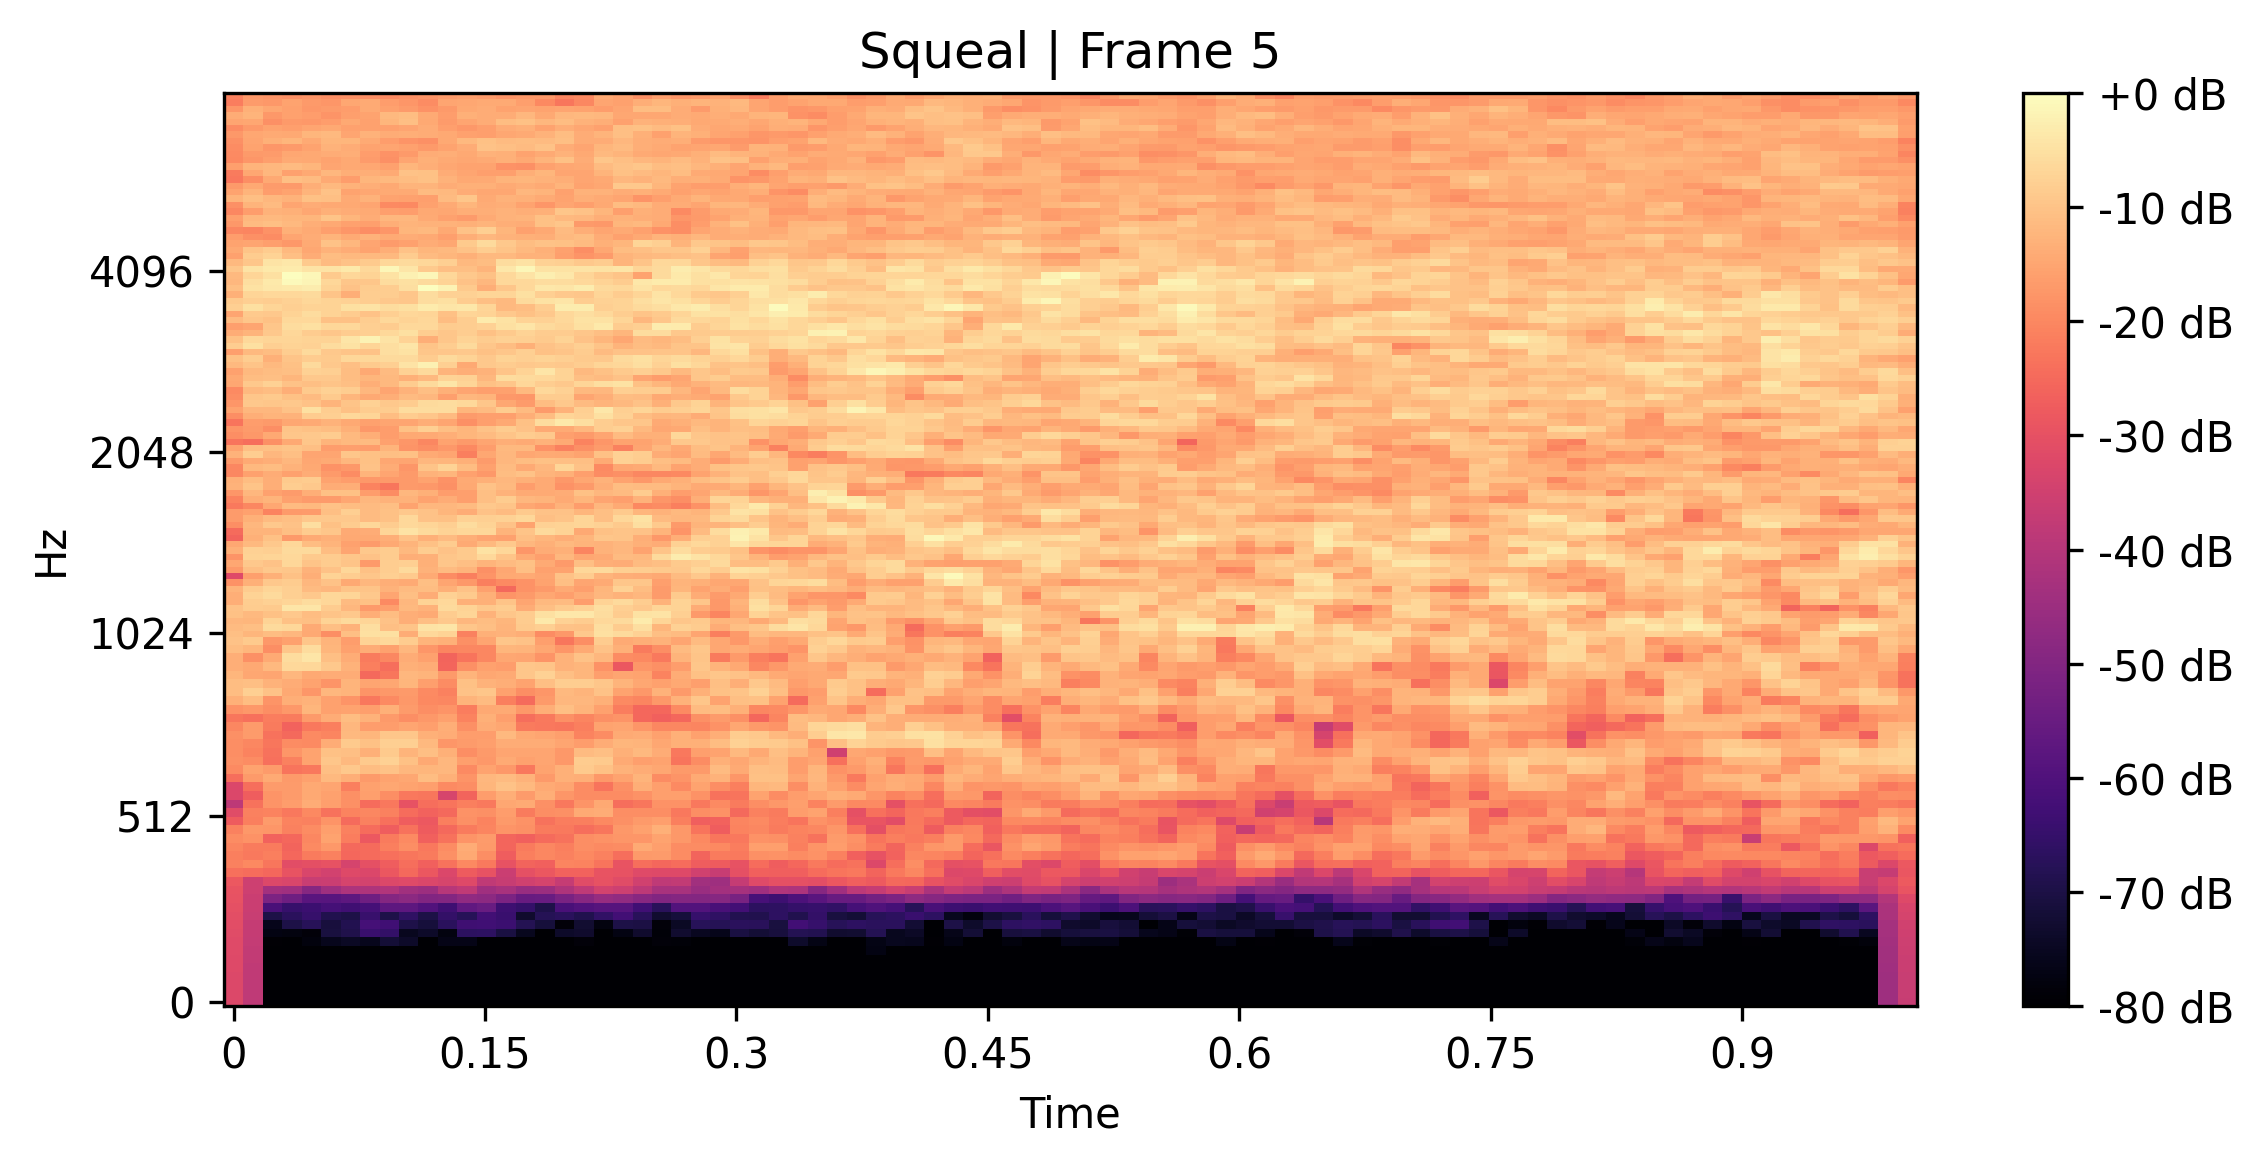 Squeal | Frame 5
Hz
4096
2048
1024
512
0
0 0.15 0.3 0.45 0.6 0.75 0.9
Time
+0 dB
-10 dB
-20 dB
-30 dB
-40 dB
-50 dB
-60 dB
-70 dB
-80 dB